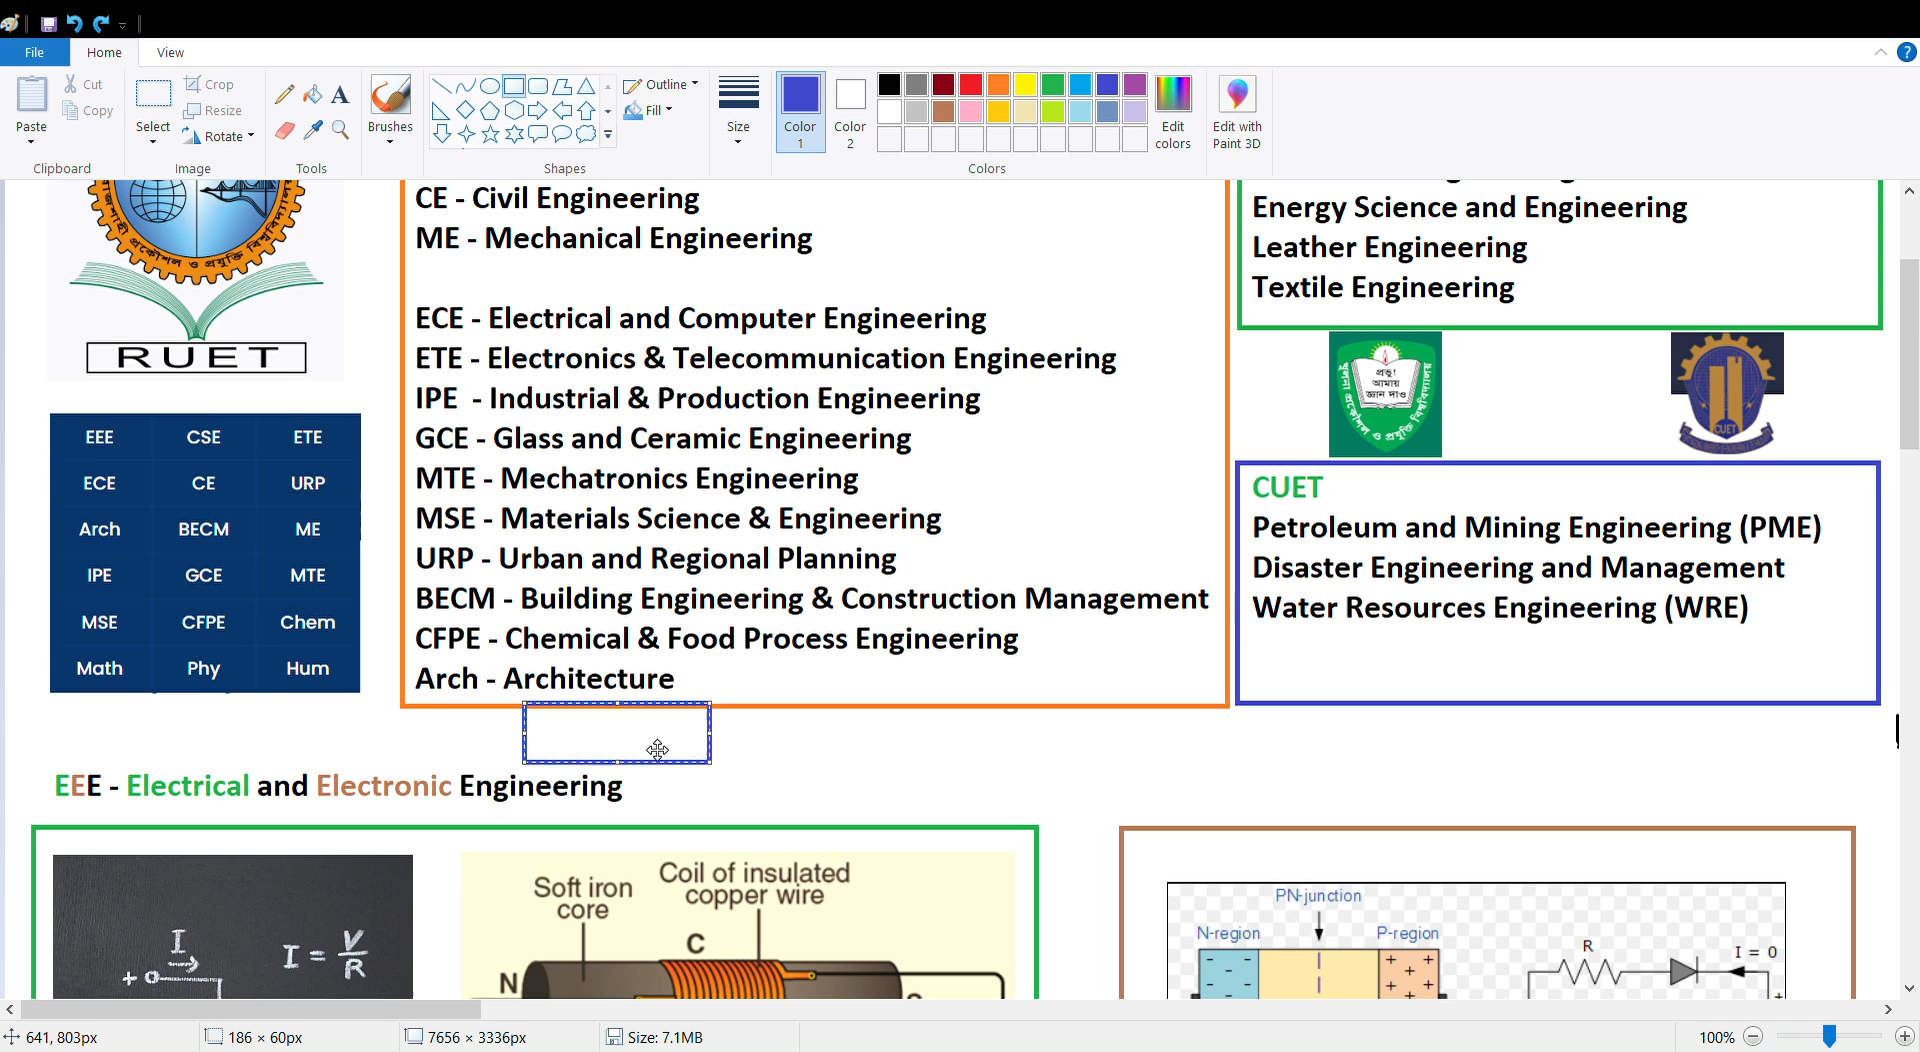 File
Home
View
Paste
Cut
Copy
Clipboard
Select
Crop
Resize
Rotate
Image
Tools
Brushes
Shapes
Outline
Fill
Size
Color
1
Color
2
Edit
colors
Colors
Edit with
Paint 3D
RUET
EEE CSE ETE
ECE CE URP
Arch BECM ME
IPE GCE MTE
MSE CFPE Chem
Math Phy Hum
CE - Civil Engineering
ME - Mechanical Engineering
ECE - Electrical and Computer Engineering
ETE - Electronics & Telecommunication Engineering
IPE - Industrial & Production Engineering
GCE - Glass and Ceramic Engineering
MTE - Mechatronics Engineering
MSE - Materials Science & Engineering
URP - Urban and Regional Planning
BECM - Building Engineering & Construction Management
CFPE - Chemical & Food Process Engineering
Arch - Architecture
Energy Science and Engineering
Leather Engineering
Textile Engineering
প্রভু!
আমায়
জ্ঞান দাও
CUET
CUET
Petroleum and Mining Engineering (PME)
Disaster Engineering and Management
Water Resources Engineering (WRE)
EEE - Electrical and Electronic Engineering
I
I = V/R
+
Soft iron
core
Coil of insulated
copper wire
C
N
PN-junction
N-region
P-region
R
I = 0
641, 803px
186 × 60px
7656 × 3336px
Size: 7.1MB
100%